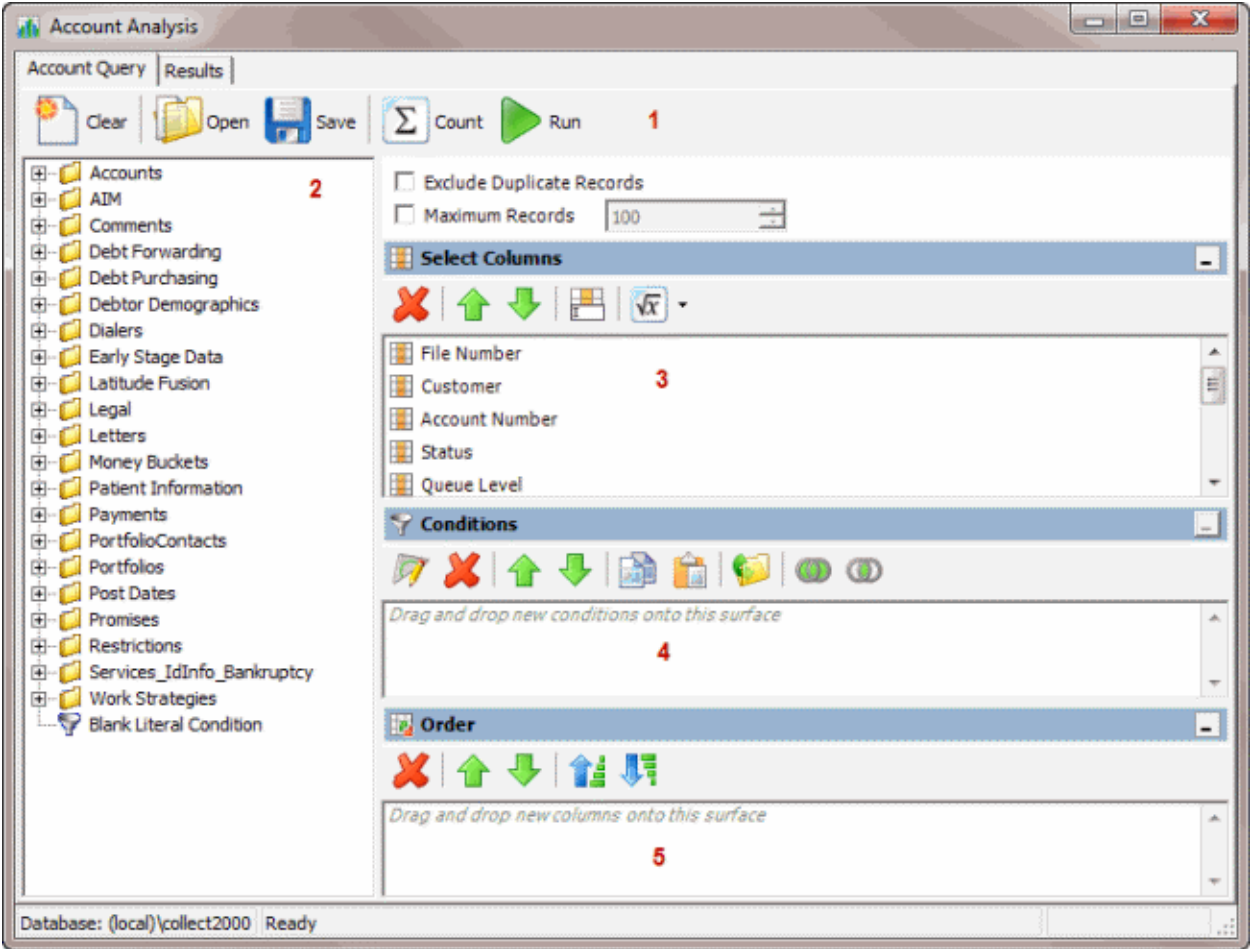 Account Analysis
Account Query Results
Clear Open Save Σ Count Run 1
Accounts
AIM
Comments
Debt Forwarding
Debt Purchasing
Debtor Demographics
Dialers
Early Stage Data
Latitude Fusion
Legal
Letters
Money Buckets
Patient Information
Payments
PortfolioContacts
Portfolios
Post Dates
Promises
Restrictions
Services_IdInfo_Bankruptcy
Work Strategies
Blank Literal Condition
2
Exclude Duplicate Records
Maximum Records 100
Select Columns
√x
File Number
Customer
Account Number
Status
Queue Level
3
Conditions
Drag and drop new conditions onto this surface
4
Order
Drag and drop new columns onto this surface
5
Database: (local)\collect2000 Ready